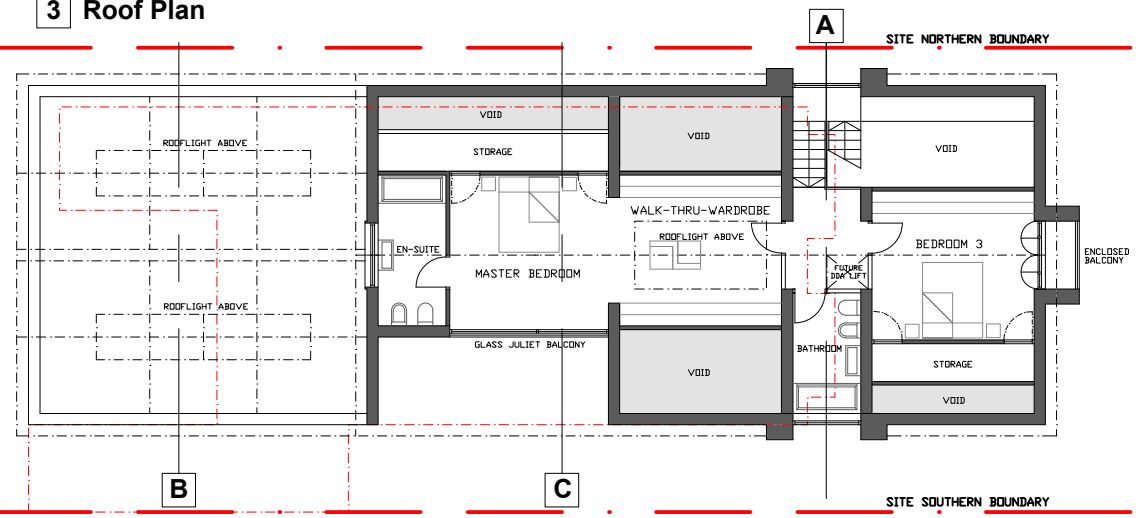 3 Roof Plan
A
SITE NORTHERN BOUNDARY
VOID
VOID
ROOFLIGHT ABOVE
STORAGE
VOID
WALK-THRU-WARDROBE
ROOFLIGHT ABOVE
EN-SUITE
MASTER BEDROOM
BEDROOM 3
ENCLOSED
BALCONY
FUTURE
DDA LIFT
ROOFLIGHT ABOVE
GLASS JULIET BALCONY
BATHROOM
VOID
STORAGE
VOID
B
C
SITE SOUTHERN BOUNDARY